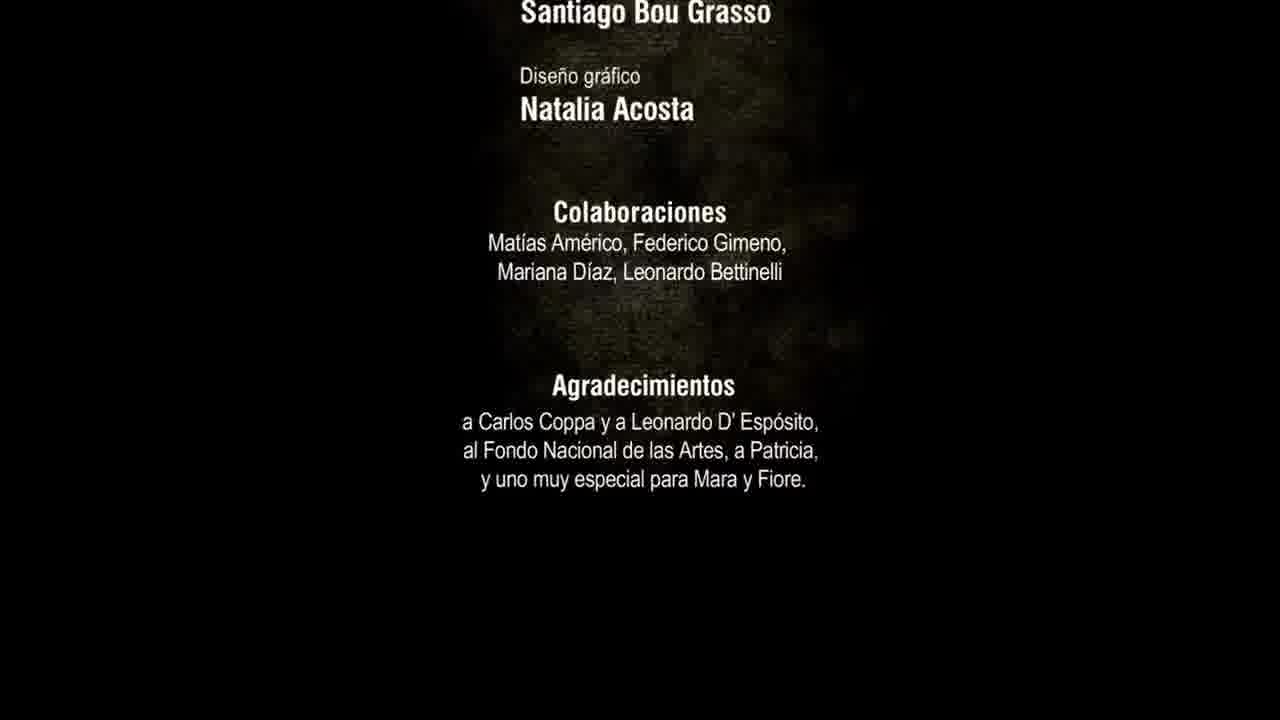 Santiago Bou Grasso
Diseño gráfico
Natalia Acosta
Colaboraciones
Matías Américo, Federico Gimeno,
Mariana Díaz, Leonardo Bettinelli
Agradecimientos
a Carlos Coppa y a Leonardo D' Espósito,
al Fondo Nacional de las Artes, a Patricia,
y uno muy especial para Mara y Fiore.